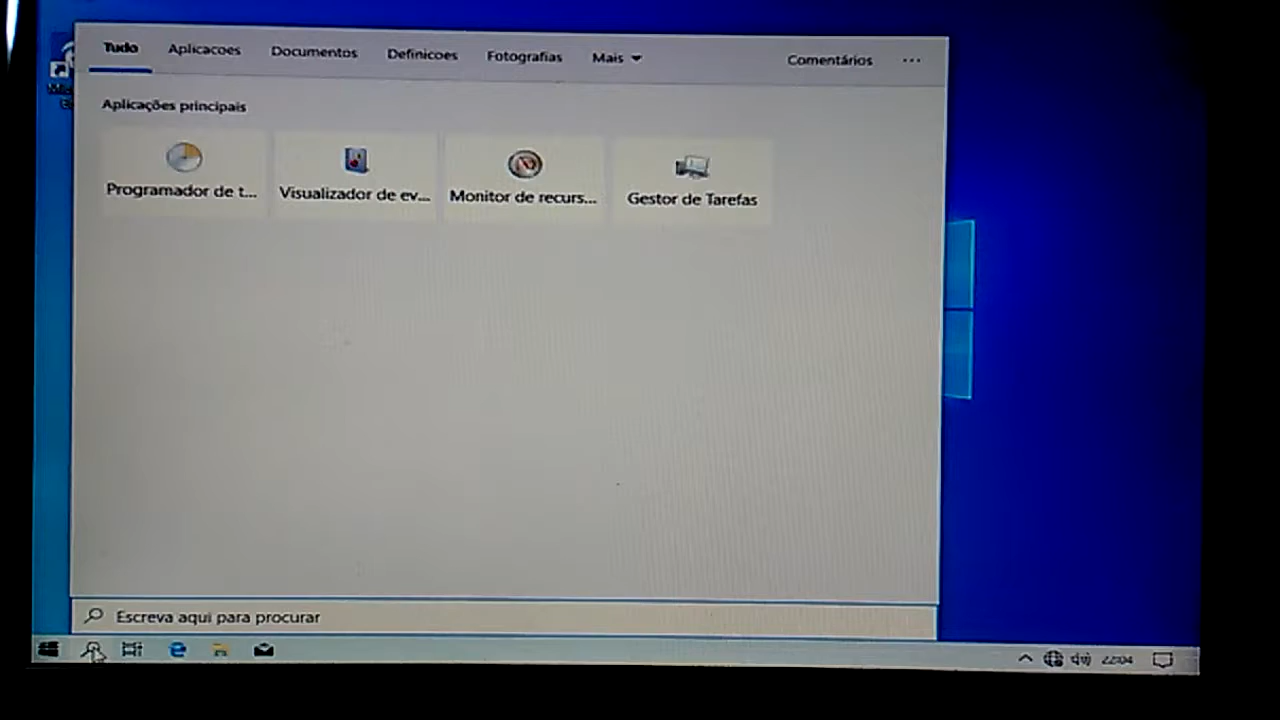 Tudo Aplicacoes Documentos Definicoes Fotografias Mais Comentários ...
Aplicações principais
Programador de t... Visualizador de ev... Monitor de recurs... Gestor de Tarefas
Escreva aqui para procurar
22:04